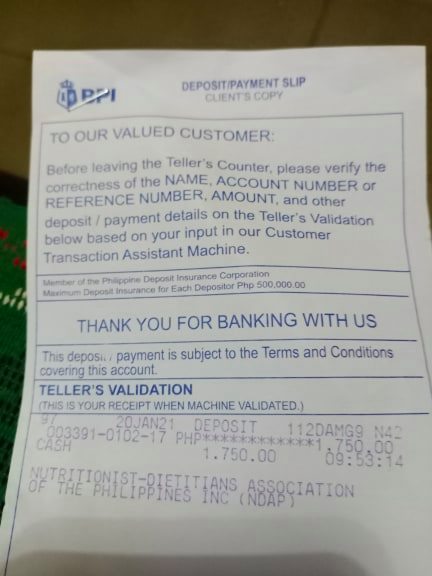 BPI
DEPOSIT/PAYMENT SLIP
CLIENT'S COPY
TO OUR VALUED CUSTOMER:
Before leaving the Teller's Counter, please verify the
correctness of the NAME, ACCOUNT NUMBER or
REFERENCE NUMBER, AMOUNT, and other
deposit / payment details on the Teller's Validation
below based on your input in our Customer
Transaction Assistant Machine.
Member of the Philippine Deposit Insurance Corporation
Maximum Deposit Insurance for Each Depositor Php 500,000.00
THANK YOU FOR BANKING WITH US
This deposit / payment is subject to the Terms and Conditions
covering this account.
TELLER'S VALIDATION
(THIS IS YOUR RECEIPT WHEN MACHINE VALIDATED.)
97 20JAN21 DEPOSIT 112DAMG9 N42
003391-0102-17 PHP************1,750.00
CASH 1.750.00 09:53:14
NUTRITIONIST-DIETITIANS ASSOCIATION
OF THE PHILIPPINES INC (NDAP)